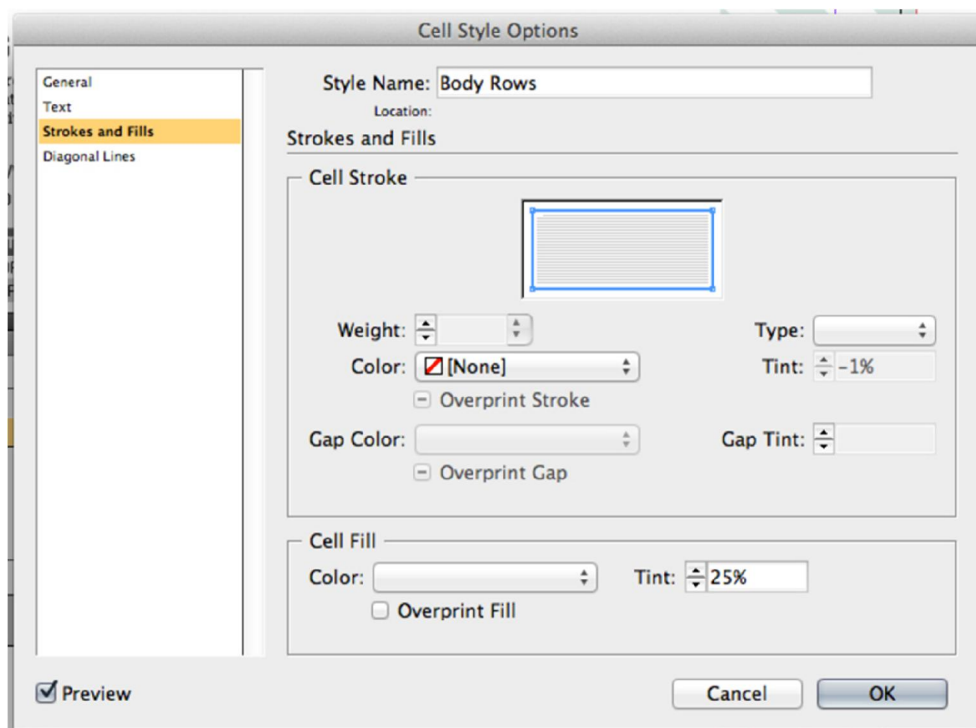 Cell Style Options
General
Text
Strokes and Fills
Diagonal Lines
Style Name: Body Rows
Location:
Strokes and Fills
Cell Stroke
Weight: Type:
Color: [None] Tint: -1%
Overprint Stroke
Gap Color: Gap Tint:
Overprint Gap
Cell Fill
Color: Tint: 25%
Overprint Fill
Preview Cancel OK